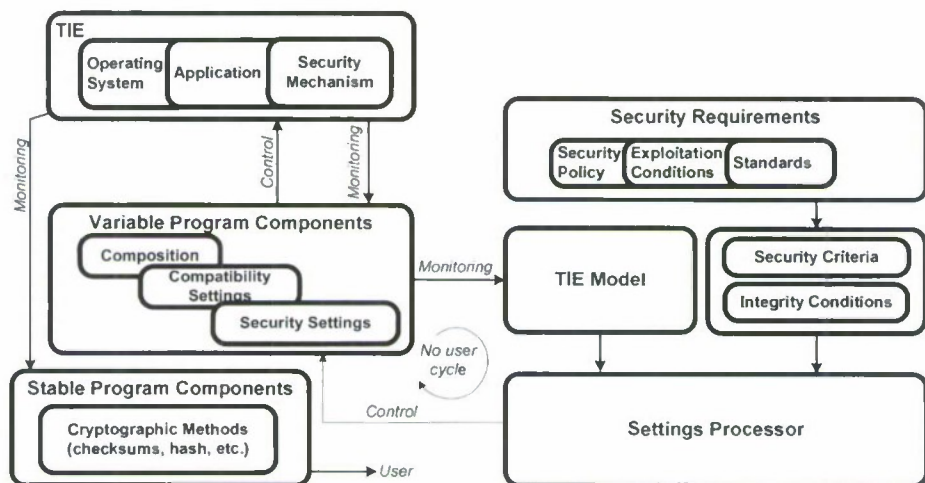 TIE
Operating
System
Application
Security
Mechanism
Monitoring
Control
Monitoring
Security Requirements
Security
Policy
Exploitation
Conditions
Standards
Variable Program Components
Composition
Compatibility
Settings
Security Settings
Monitoring
TIE Model
Security Criteria
Integrity Conditions
No user
cycle
Stable Program Components
Cryptographic Methods
(checksums, hash, etc.)
Control
User
Settings Processor